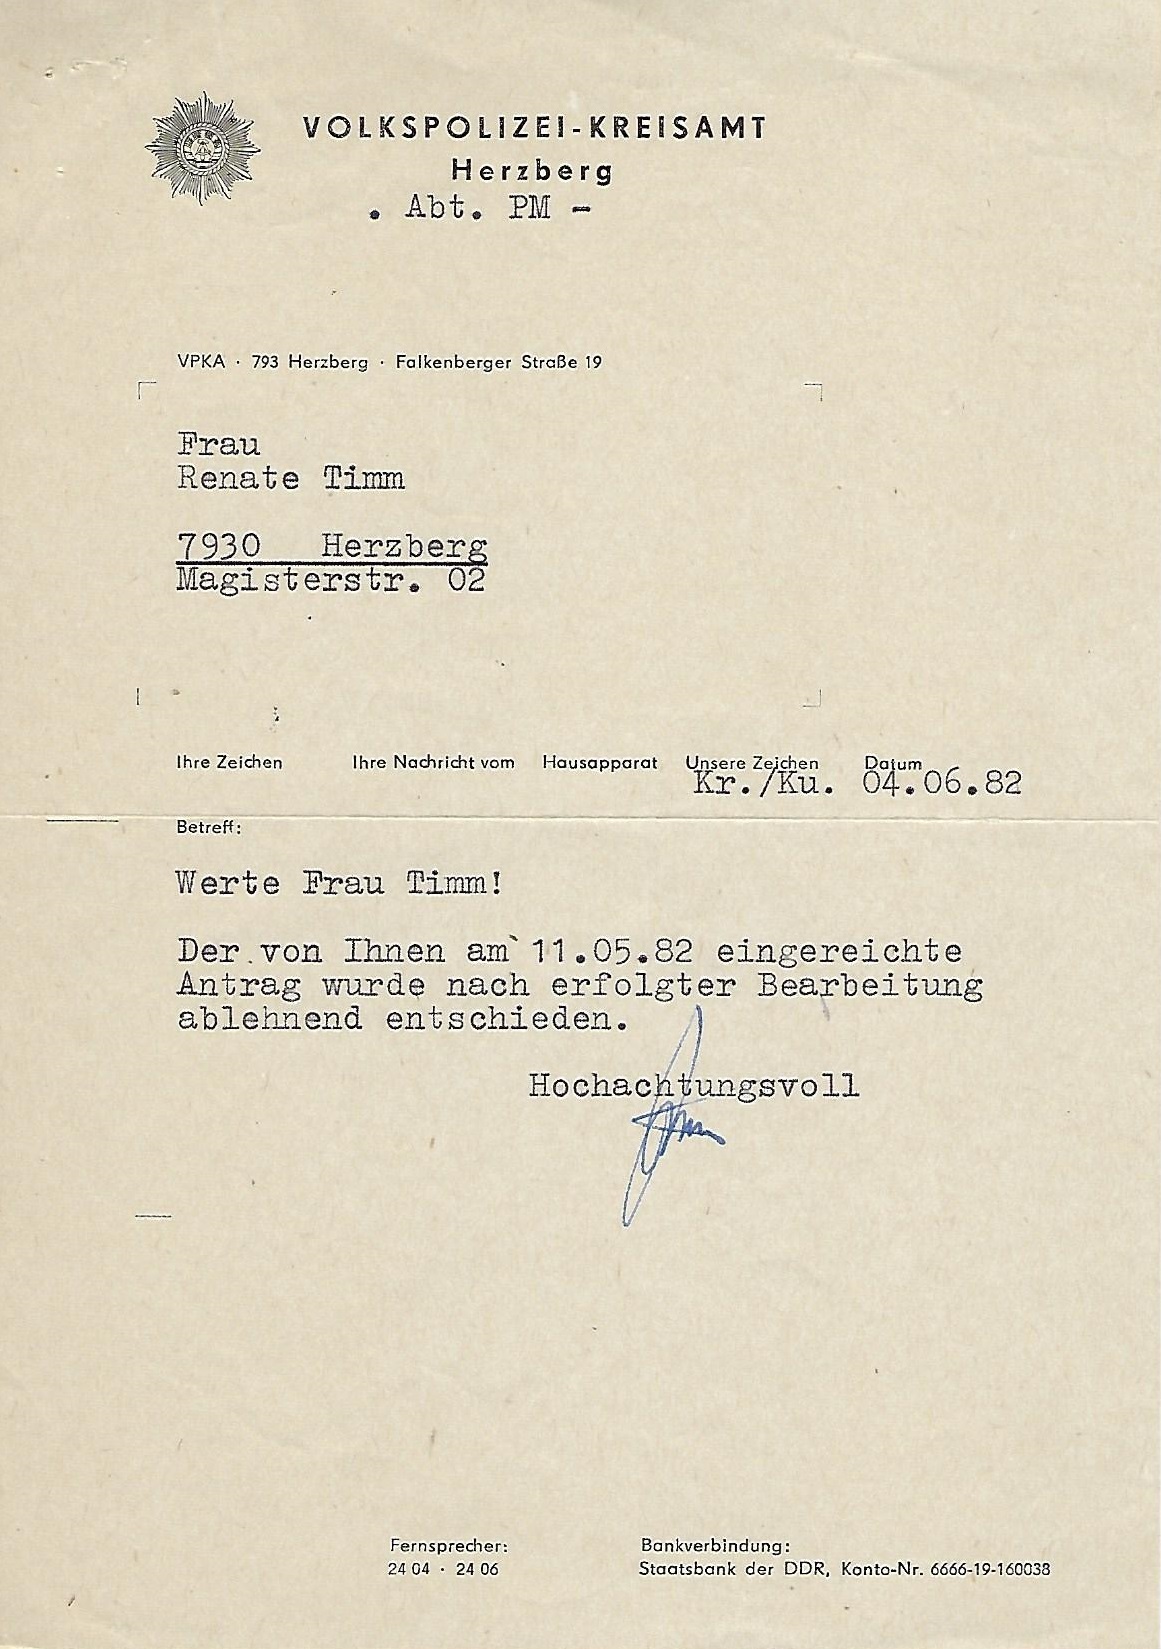 VOLKSPOLIZEI-KREISAMT
Herzberg
. Abt. PM -
VPKA · 793 Herzberg · Falkenberger Straße 19
Frau
Renate Timm
7930 Herzberg
Magisterstr. 02
Ihre Zeichen Ihre Nachricht vom Hausapparat Unsere Zeichen Datum
Kr./Ku. 04.06.82
Betreff:
Werte Frau Timm!
Der von Ihnen am 11.05.82 eingereichte
Antrag wurde nach erfolgter Bearbeitung
ablehnend entschieden.
Hochachtungsvoll
Fernsprecher: Bankverbindung:
24 04 · 24 06 Staatsbank der DDR, Konto-Nr. 6666-19-160038